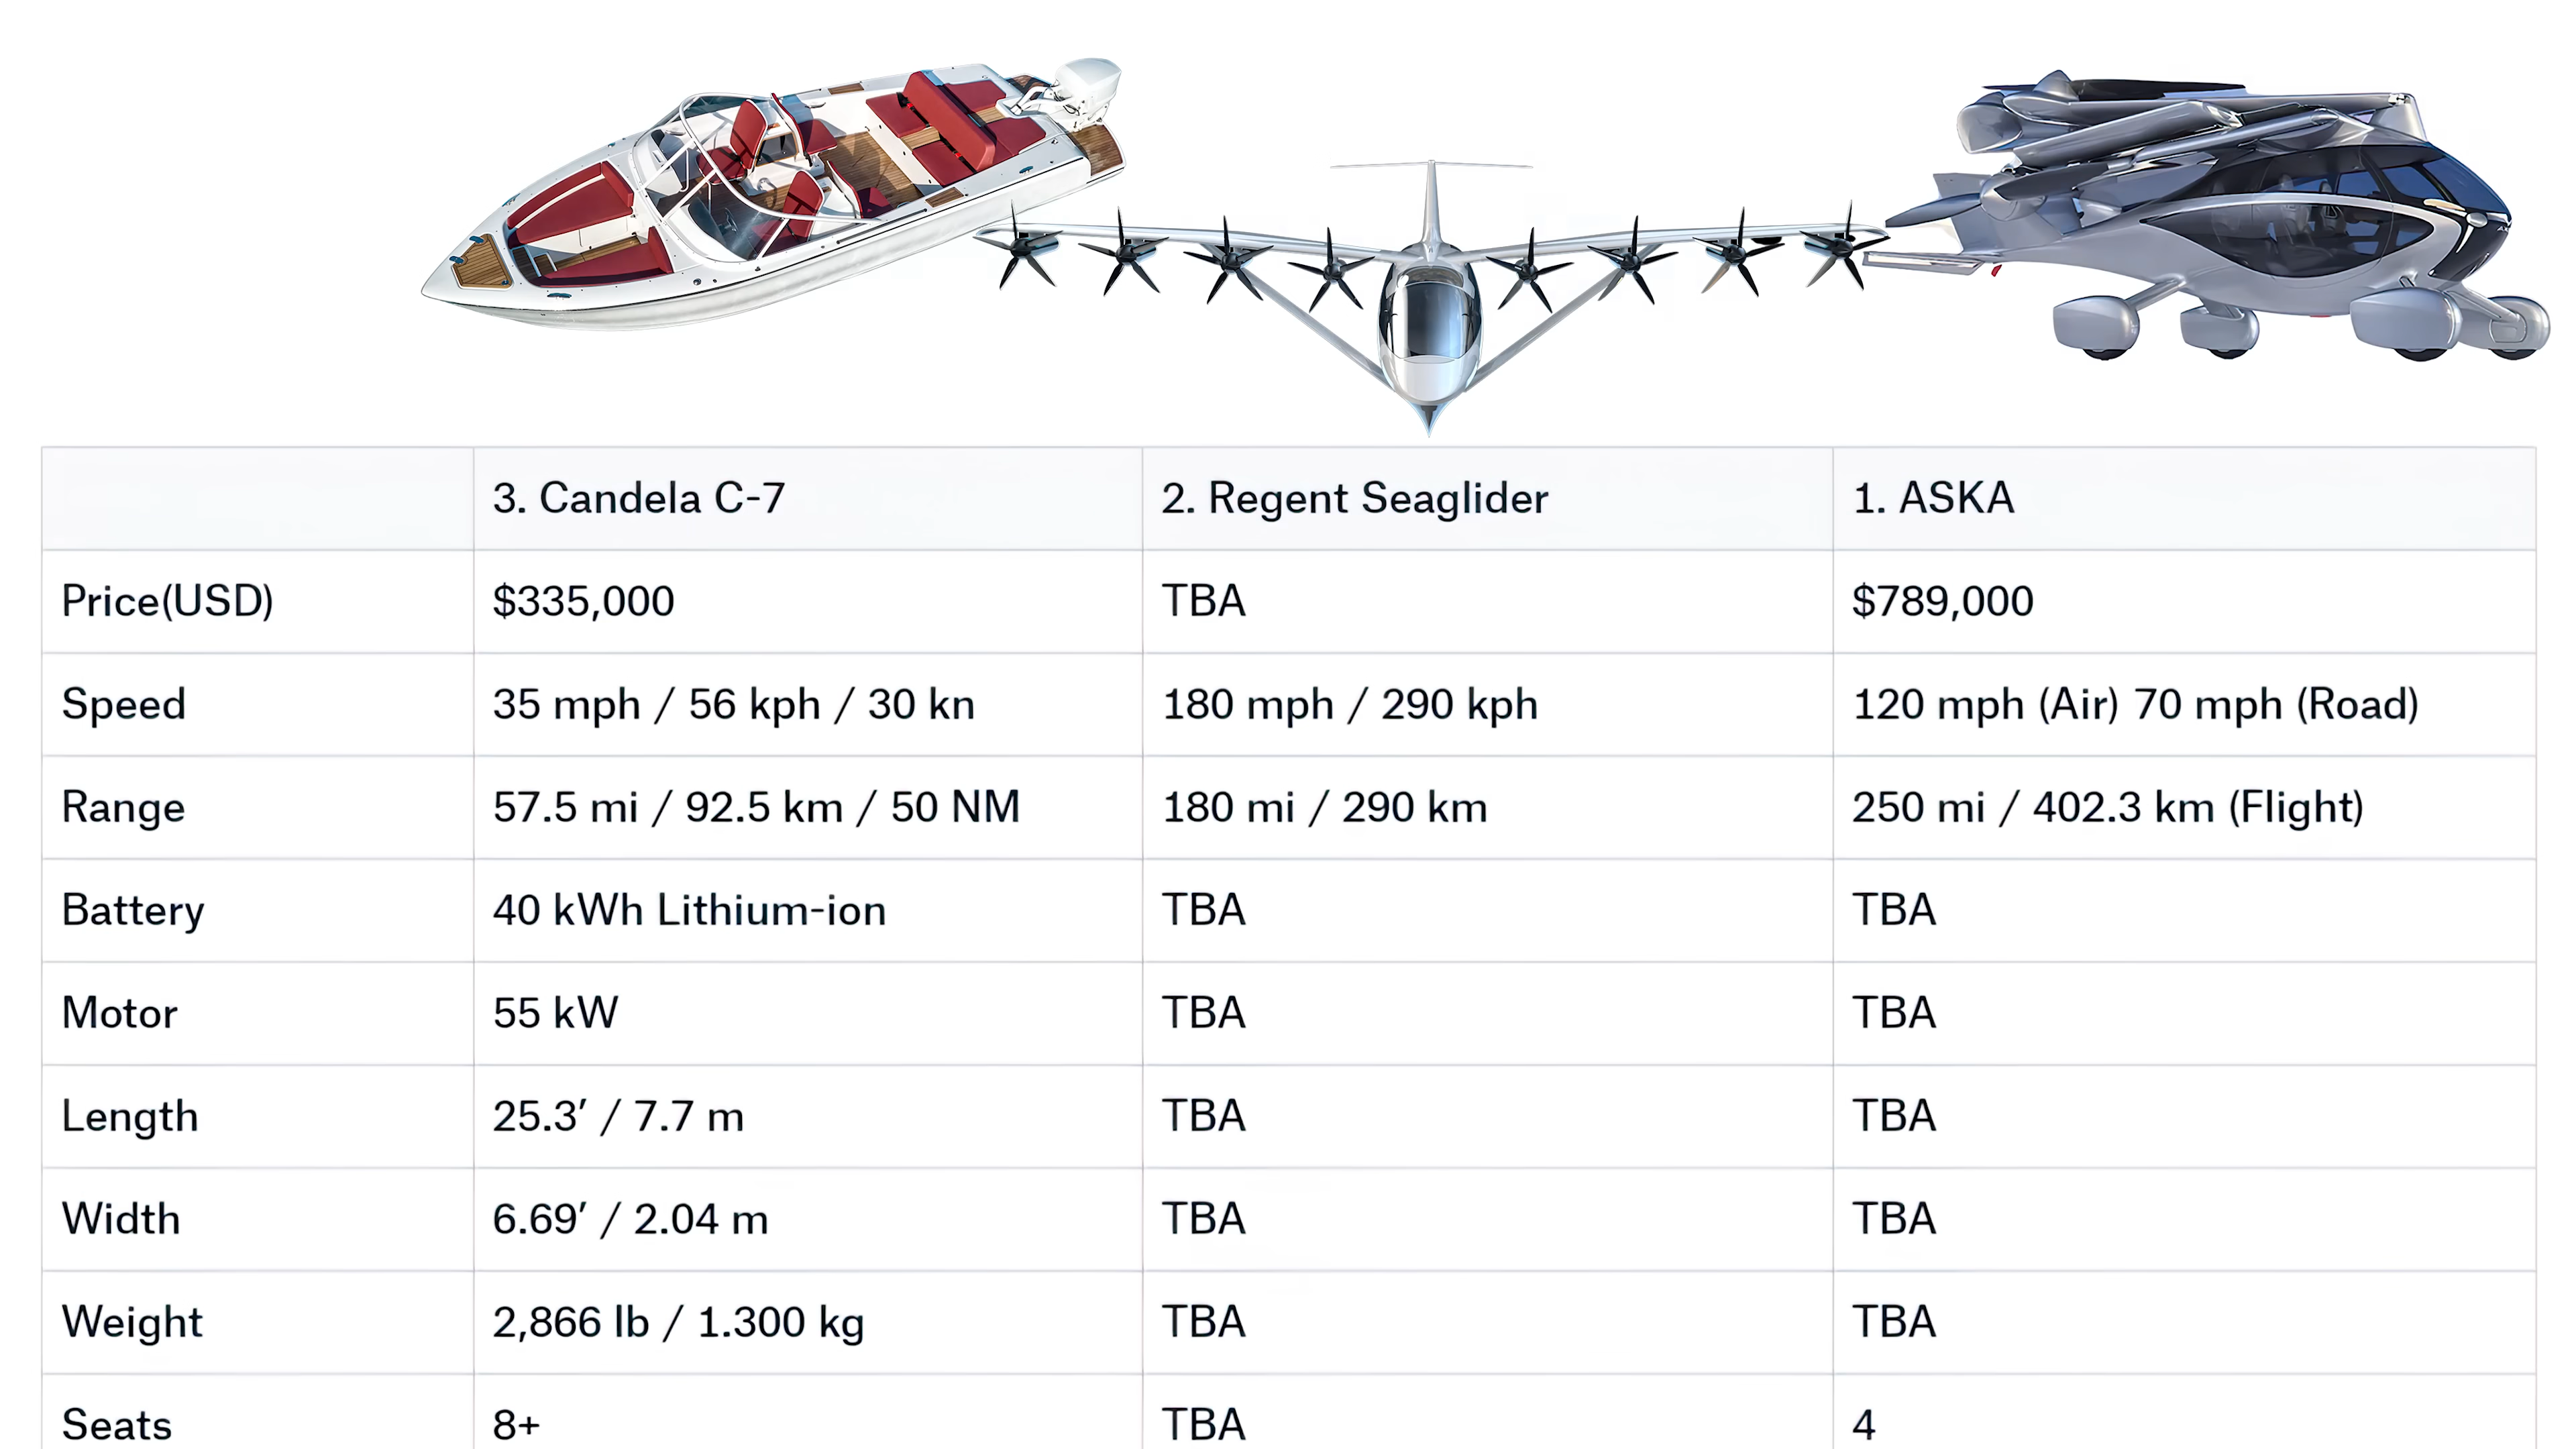 3. Candela C-7 2. Regent Seaglider 1. ASKA
Price(USD) $335,000 TBA $789,000
Speed 35 mph / 56 kph / 30 kn 180 mph / 290 kph 120 mph (Air) 70 mph (Road)
Range 57.5 mi / 92.5 km / 50 NM 180 mi / 290 km 250 mi / 402.3 km (Flight)
Battery 40 kWh Lithium-ion TBA TBA
Motor 55 kW TBA TBA
Length 25.3′ / 7.7 m TBA TBA
Width 6.69′ / 2.04 m TBA TBA
Weight 2,866 lb / 1.300 kg TBA TBA
Seats 8+ TBA 4